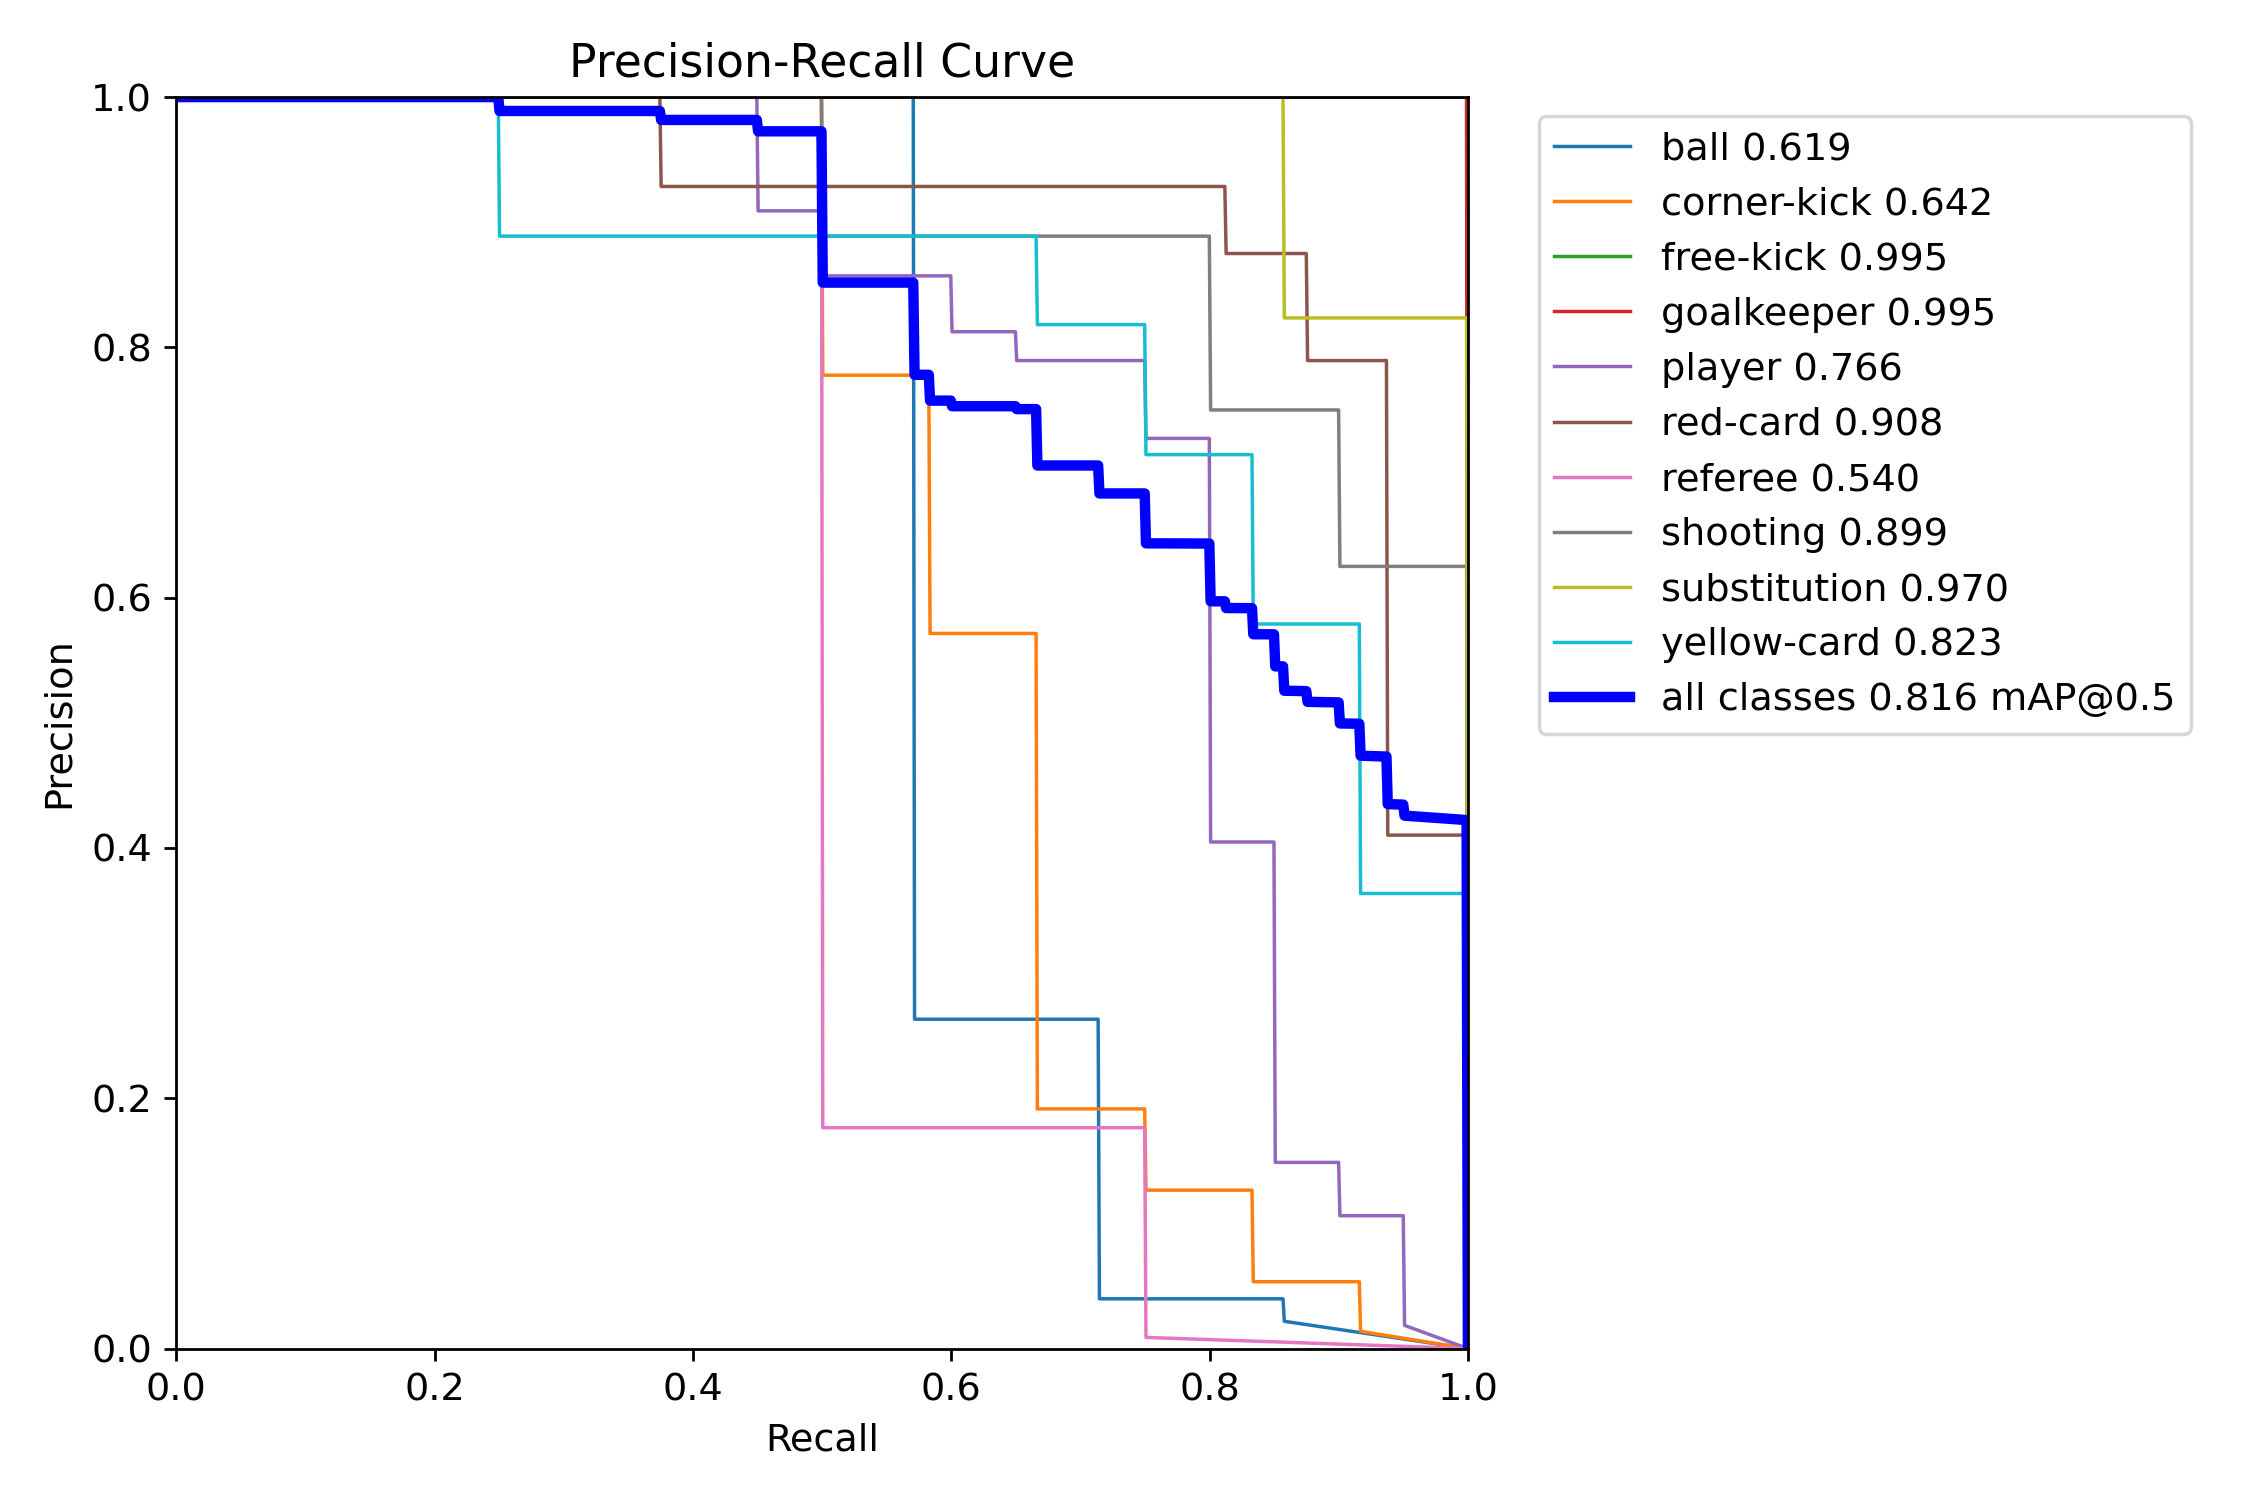 Precision-Recall Curve
1.0
0.8
0.6
0.4
0.2
0.0
Precision
0.0 0.2 0.4 0.6 0.8 1.0
Recall
ball 0.619
corner-kick 0.642
free-kick 0.995
goalkeeper 0.995
player 0.766
red-card 0.908
referee 0.540
shooting 0.899
substitution 0.970
yellow-card 0.823
all classes 0.816 mAP@0.5